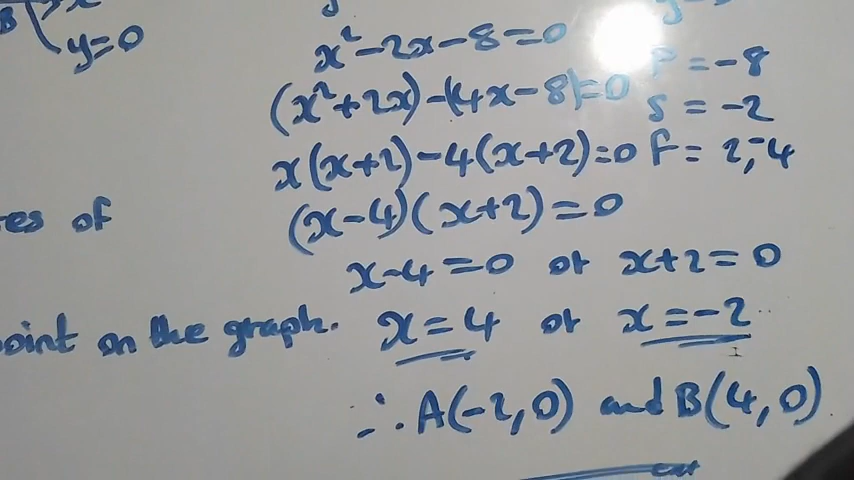 y=0
x²-2x-8=0
P=-8
(x²+2x)-(4x-8)=0
S=-2
x(x+2)-4(x+2)=0
F=2,-4
of
(x-4)(x+2)=0
x-4=0 or x+2=0
on the graph. x=4 or x=-2
∴A(-2,0) and B(4,0)